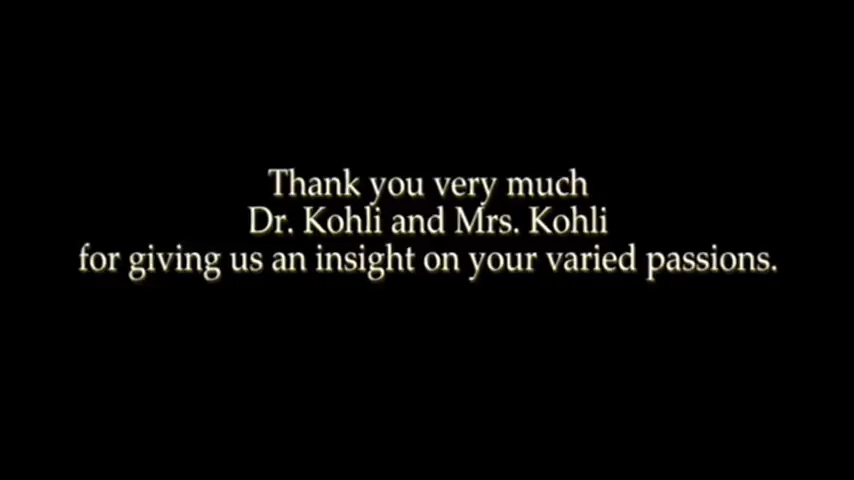 Thank you very much
Dr. Kohli and Mrs. Kohli
for giving us an insight on your varied passions.